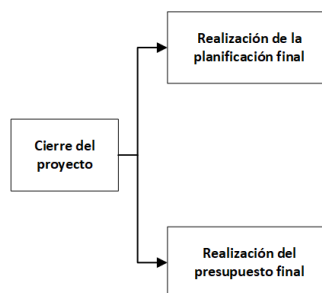 Realización de la
planificación final
Cierre del
proyecto
Realización del
presupuesto final